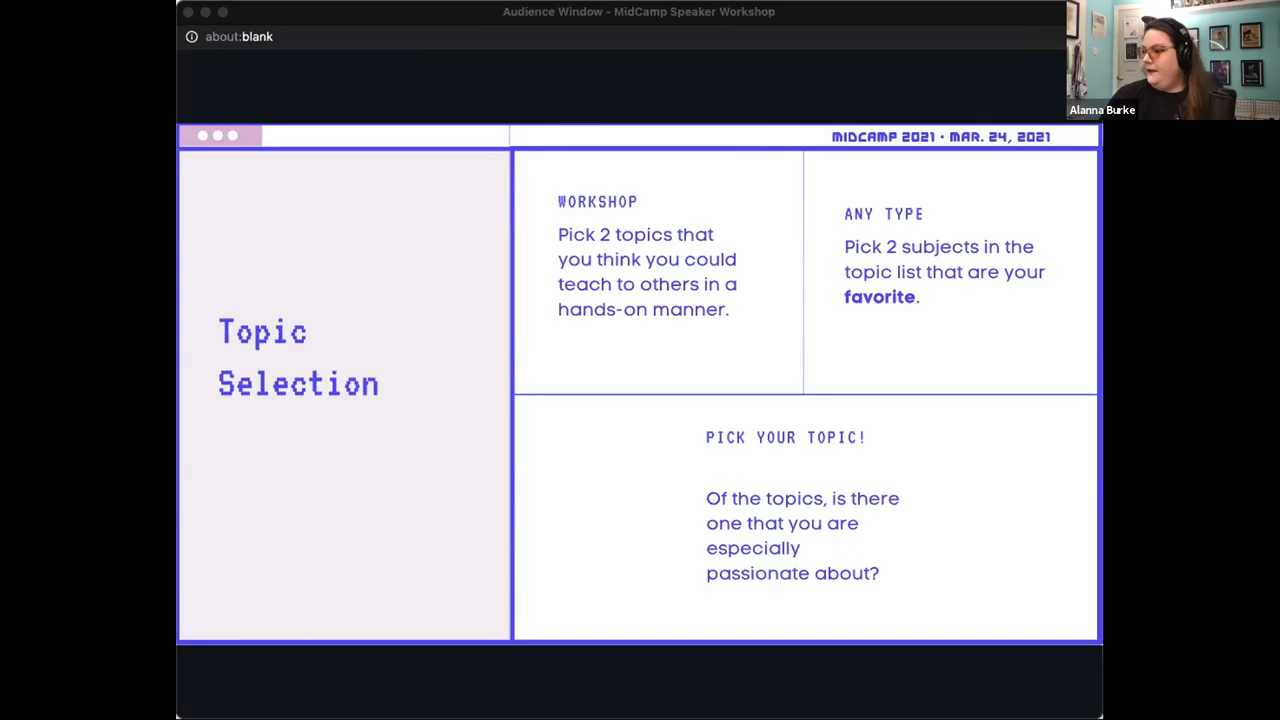 Audience Window - MidCamp Speaker Workshop
about:blank
Alanna Burke
MIDCAMP 2021 • MAR. 24, 2021
Topic
Selection
WORKSHOP
Pick 2 topics that
you think you could
teach to others in a
hands-on manner.
ANY TYPE
Pick 2 subjects in the
topic list that are your
favorite.
PICK YOUR TOPIC!
Of the topics, is there
one that you are
especially
passionate about?